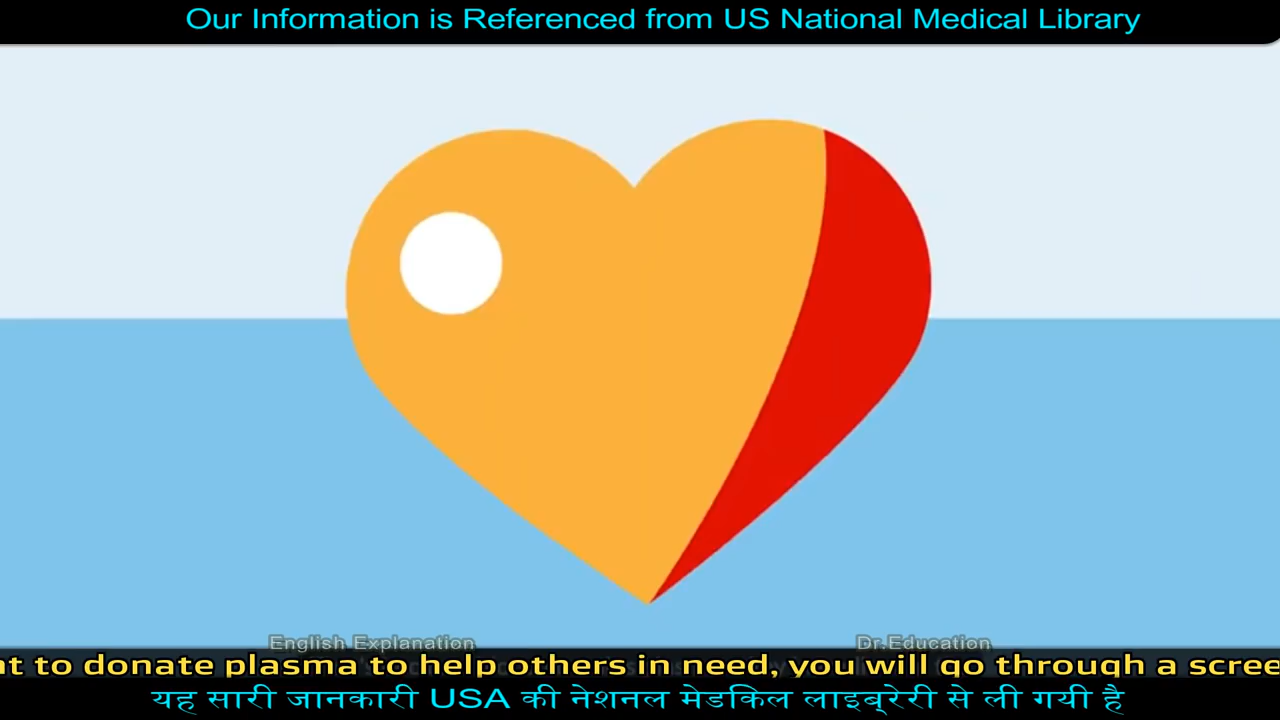 Our Information is Referenced from US National Medical Library
English Explanation
Dr.Education
to donate plasma to help others in need, you will go through a
यह सारी जानकारी USA की नेशनल मेडकिल लाइब्रेरी से ली गयी है